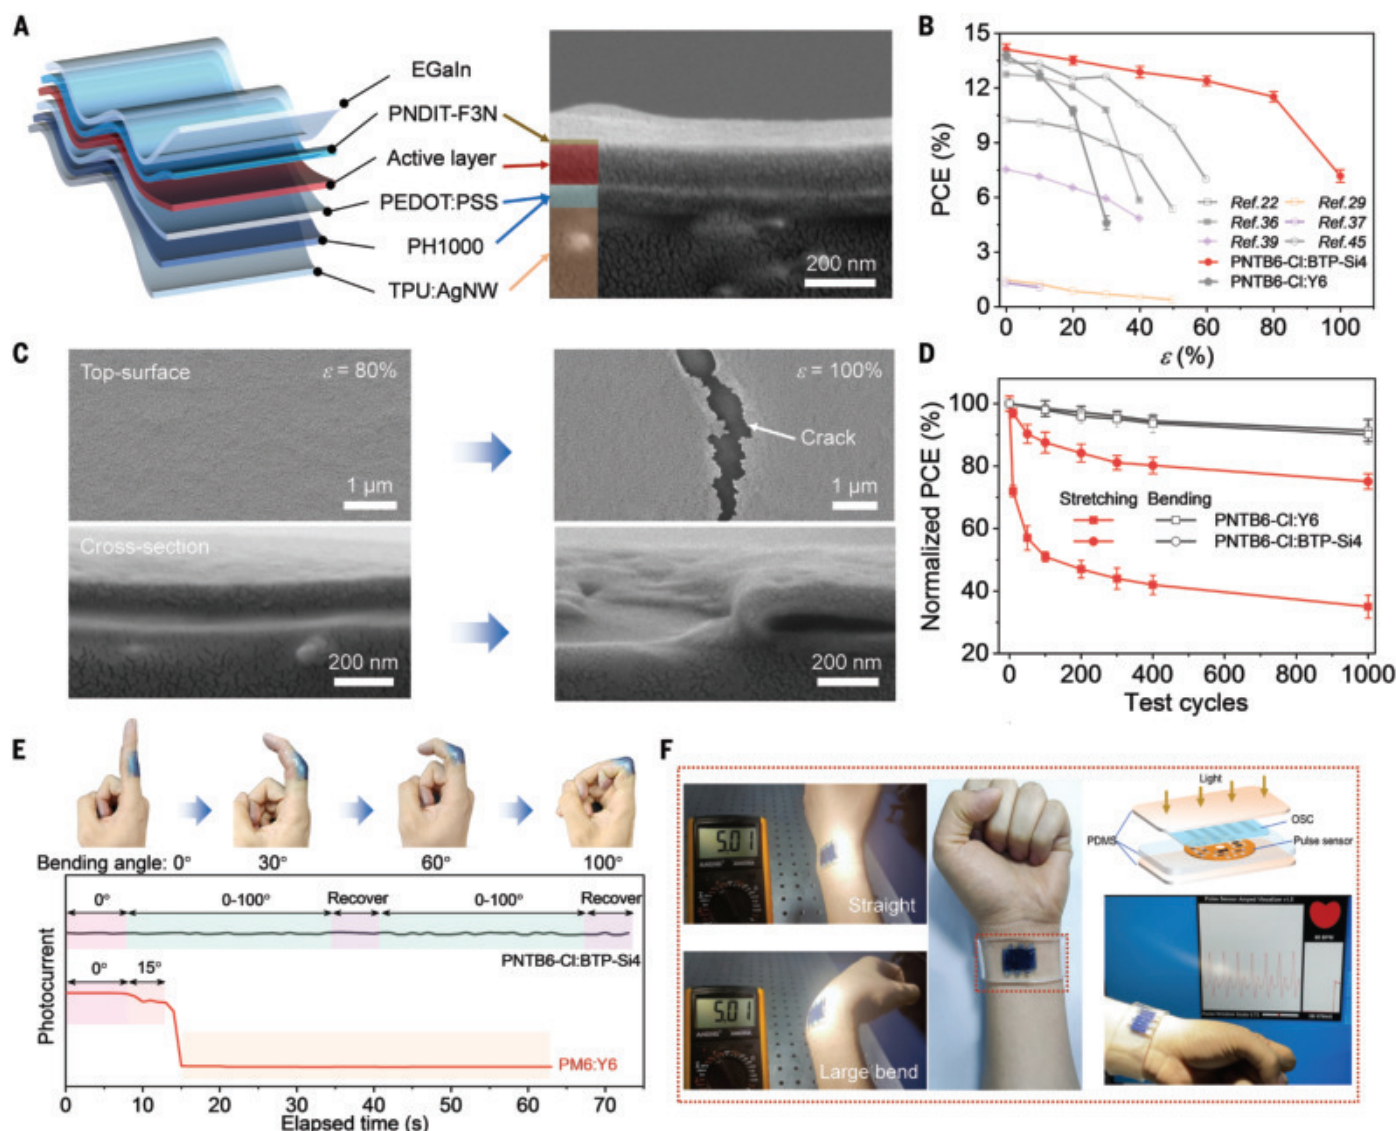 A
EGaIn
PNDIT-F3N
Active layer
PEDOT:PSS
PH1000
TPU:AgNW
200 nm
B
PCE (%)
15
12
9
6
3
0
Ref.22
Ref.29
Ref.36
Ref.37
Ref.39
Ref.45
PNTB6-Cl:BTP-Si4
PNTB6-Cl:Y6
0
20
40
60
80
100
ε (%)
C
Top-surface
ε = 80%
1 µm
ε = 100%
Crack
1 µm
Cross-section
200 nm
200 nm
D
Normalized PCE (%)
100
80
60
40
20
Stretching Bending
PNTB6-Cl:Y6
PNTB6-Cl:BTP-Si4
0 200 400 600 800 1000
Test cycles
E
Bending angle: 0° 30° 60° 100°
0° 0-100° Recover 0-100° Recover
PNTB6-Cl:BTP-Si4
0° 15°
PM6:Y6
Photocurrent
0 10 20 30 40 50 60 70
Elapsed time (s)
F
5.01
Straight
5.01
Large bend
Light
OSC
PDMS
Pulse sensor